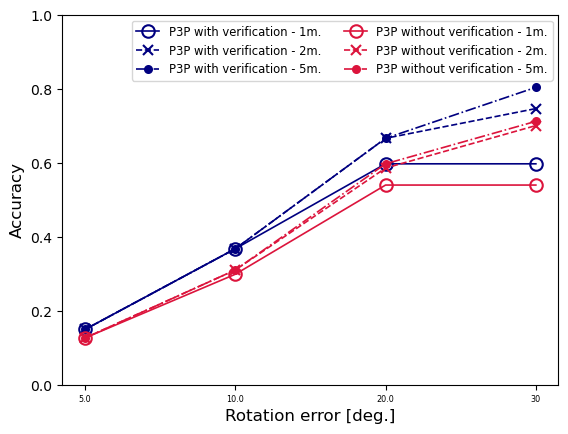 1.0
0.8
0.6
0.4
0.2
0.0
Accuracy
P3P with verification - 1m.
P3P with verification - 2m.
P3P with verification - 5m.
P3P without verification - 1m.
P3P without verification - 2m.
P3P without verification - 5m.
5.0 10.0 20.0 30
Rotation error [deg.]